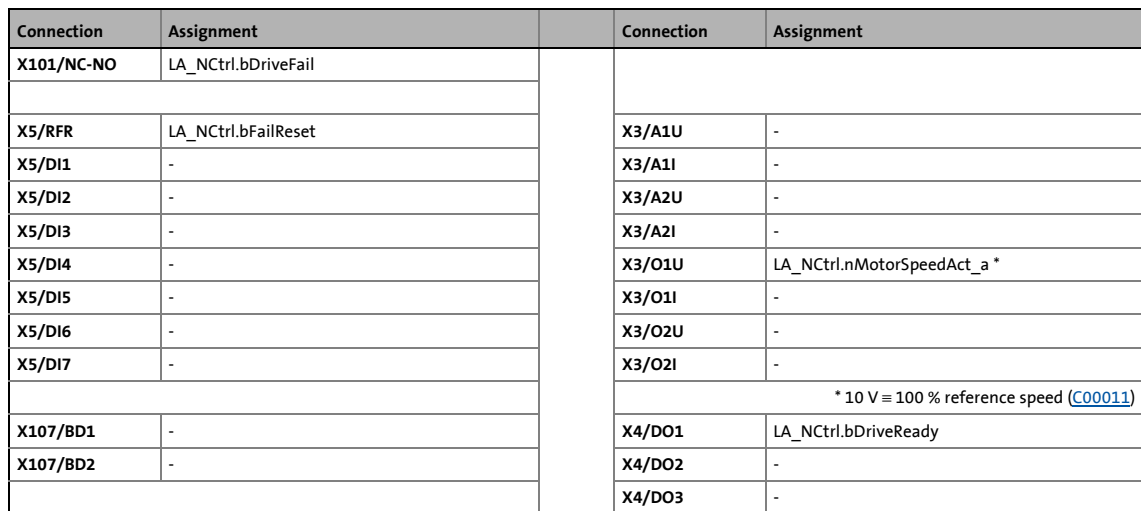 Connection Assignment Connection Assignment
X101/NC-NO LA_NCtrl.bDriveFail
X5/RFR LA_NCtrl.bFailReset X3/A1U -
X5/DI1 - X3/A1I -
X5/DI2 - X3/A2U -
X5/DI3 - X3/A2I -
X5/DI4 - X3/O1U LA_NCtrl.nMotorSpeedAct_a *
X5/DI5 - X3/O1I -
X5/DI6 - X3/O2U -
X5/DI7 - X3/O2I -
* 10 V ≡ 100 % reference speed (C00011)
X107/BD1 - X4/DO1 LA_NCtrl.bDriveReady
X107/BD2 - X4/DO2 -
X4/DO3 -